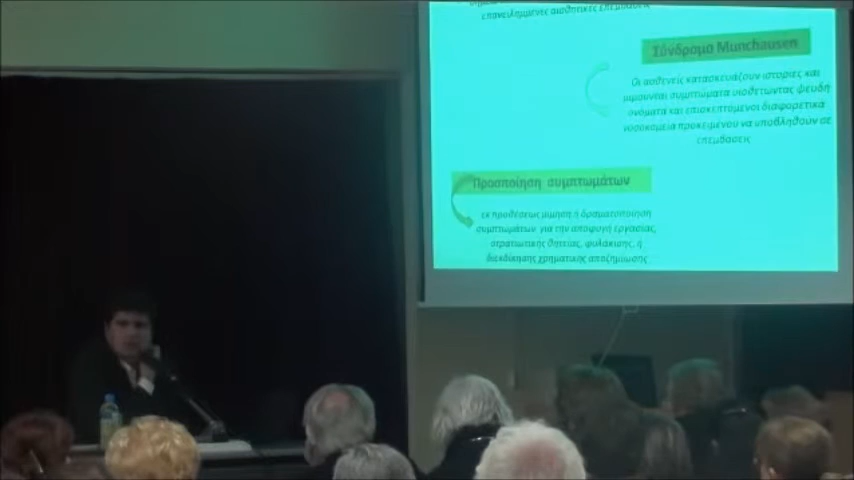 επανειλημμένες αισθητικές επεμβάσεις
Σύνδρομο Munchausen
Οι ασθενείς κατασκευάζουν ιστορίες και
μιμούνται συμπτώματα υιοθετώντας ψευδή
ονόματα και επισκεπτόμενοι διαφορετικά
νοσοκομεία προκειμένου να υποβληθούν σε
επεμβάσεις
Προσποίηση συμπτωμάτων
εκ προθέσεως μίμηση ή δραματοποίηση
συμπτωμάτων για την αποφυγή εργασίας,
στρατιωτικής θητείας, φυλάκισης, ή
διεκδίκησης χρηματικής αποζημίωσης